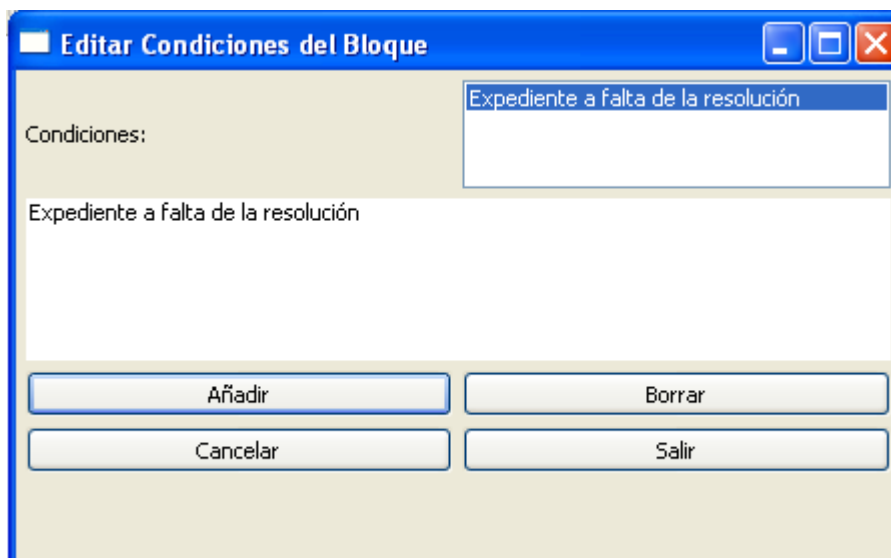 Editar Condiciones del Bloque
Condiciones:
Expediente a falta de la resolución
Expediente a falta de la resolución
Añadir
Borrar
Cancelar
Salir